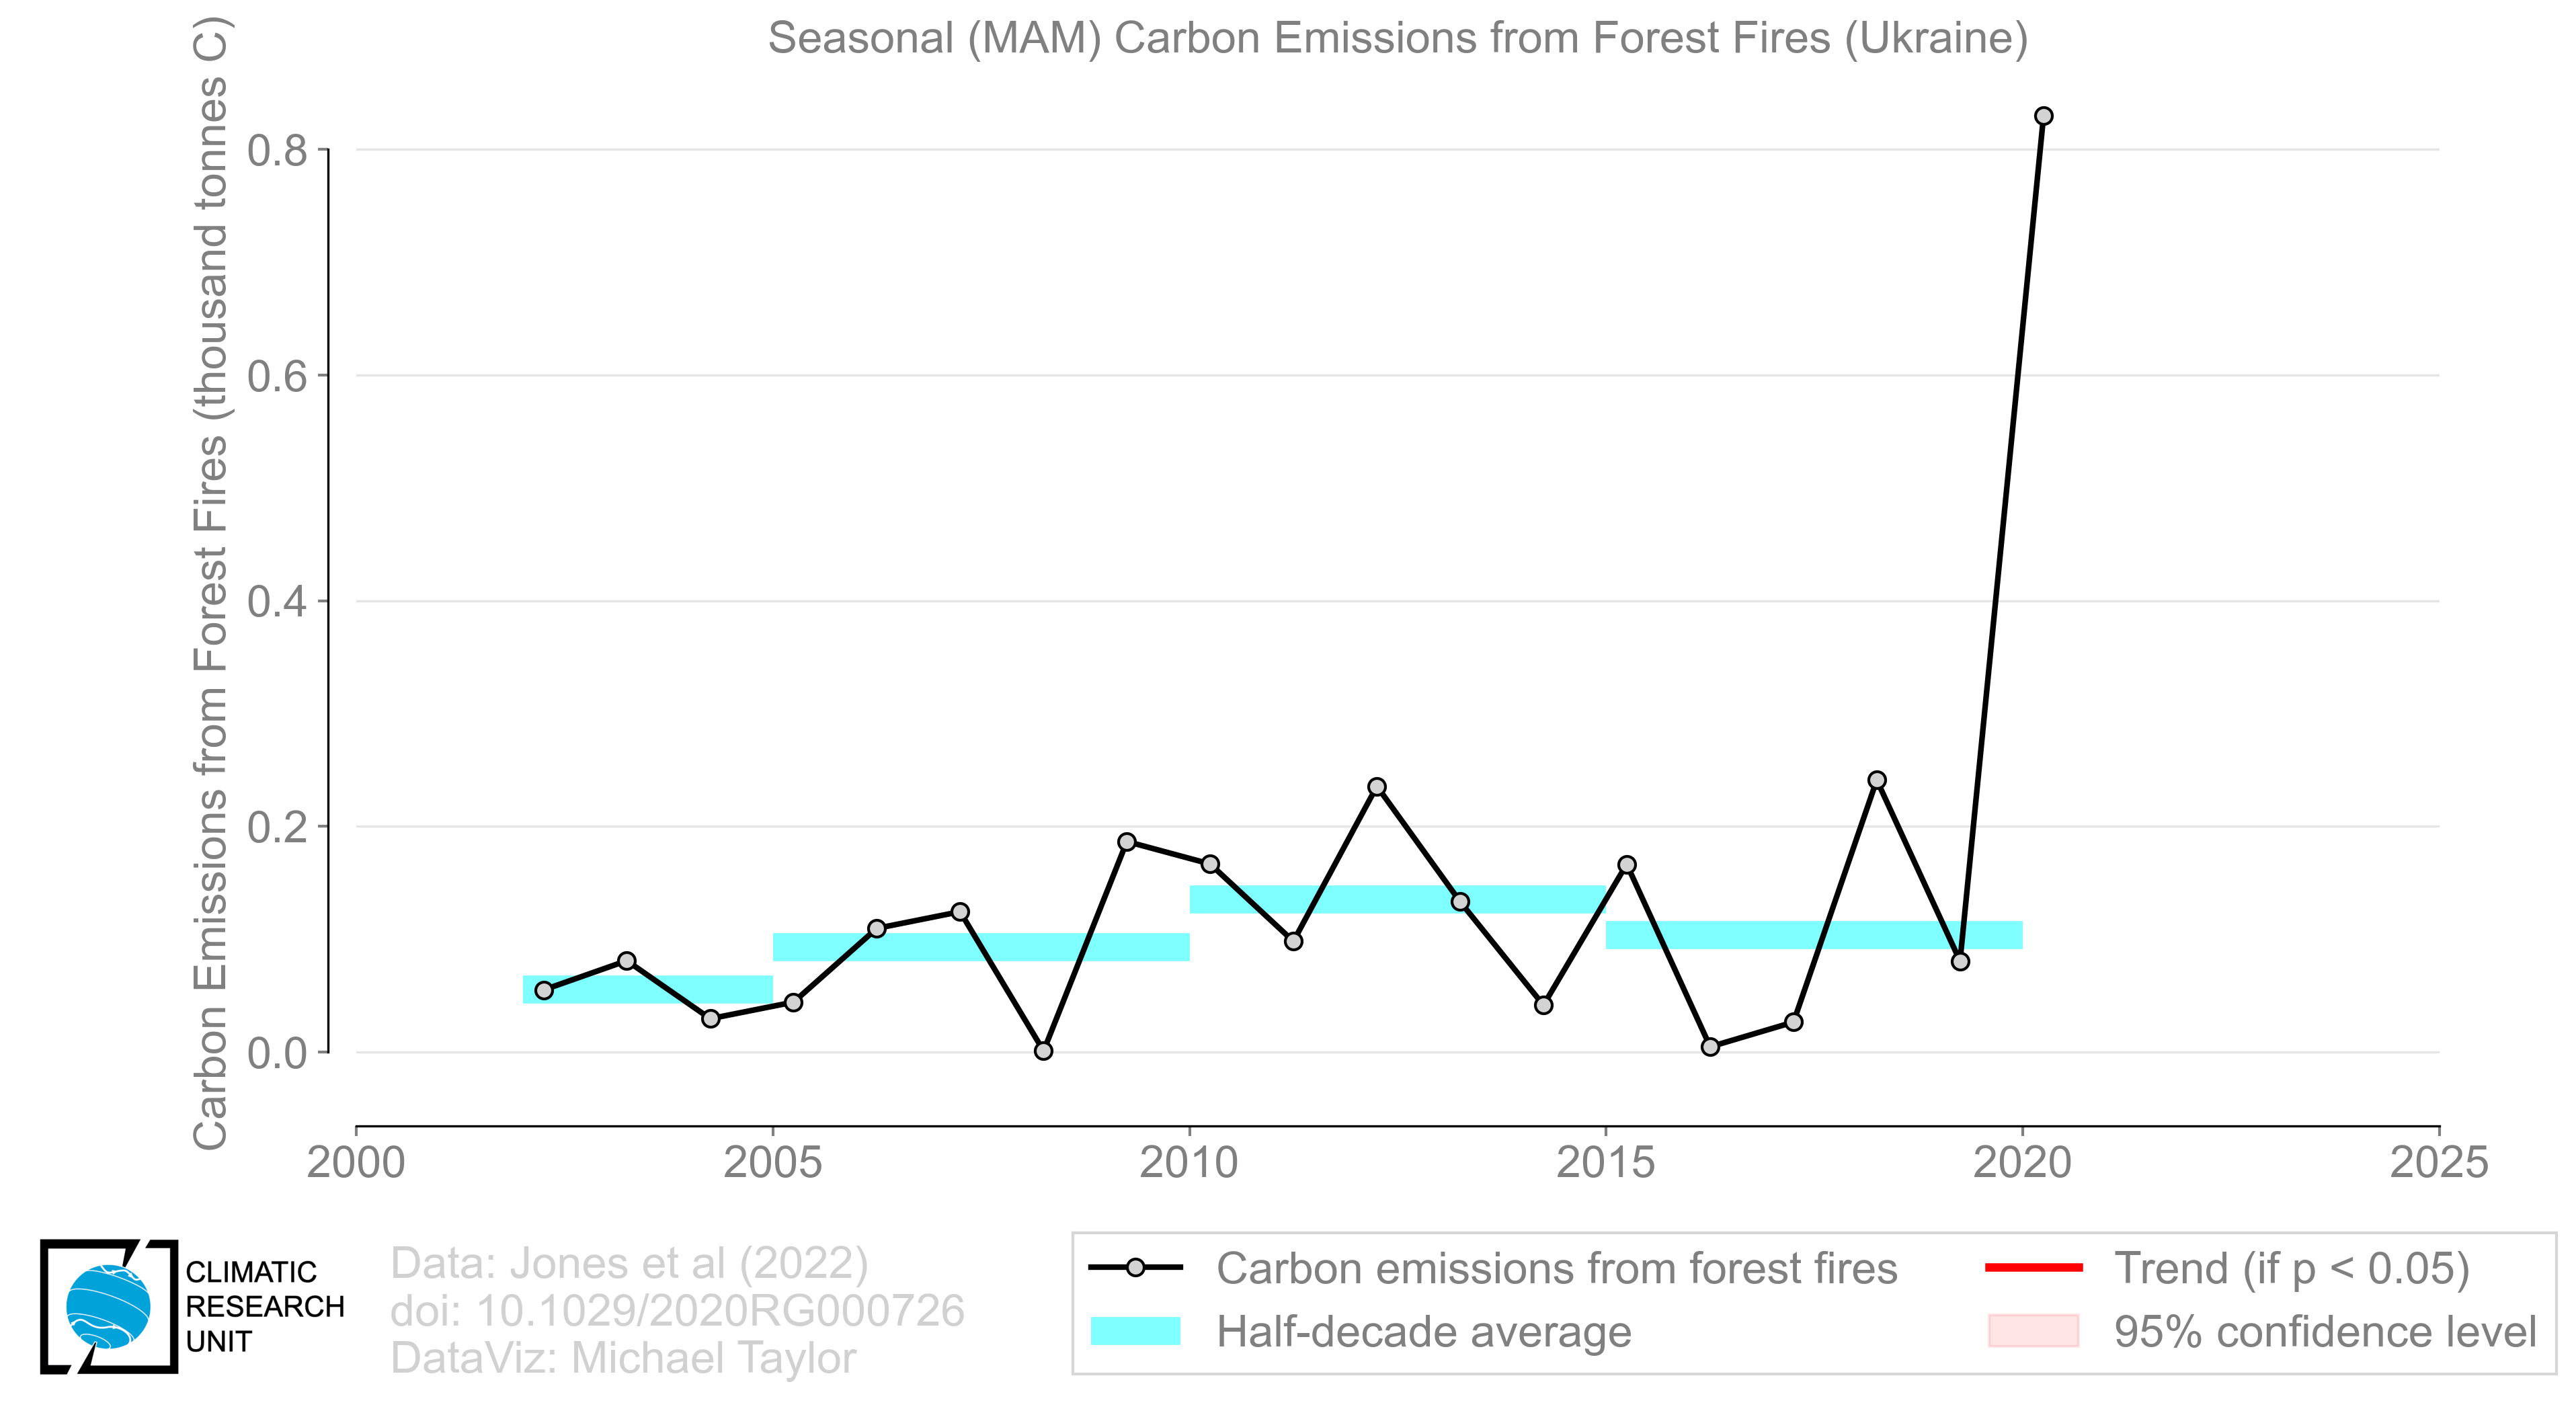 Seasonal (MAM) Carbon Emissions from Forest Fires (Ukraine)
Carbon Emissions from Forest Fires (thousand tonnes C)
0.8
0.6
0.4
0.2
0.0
2000
2005
2010
2015
2020
2025
CLIMATIC
RESEARCH
UNIT
Data: Jones et al (2022)
doi: 10.1029/2020RG000726
DataViz: Michael Taylor
Carbon emissions from forest fires
Half-decade average
Trend (if p < 0.05)
95% confidence level